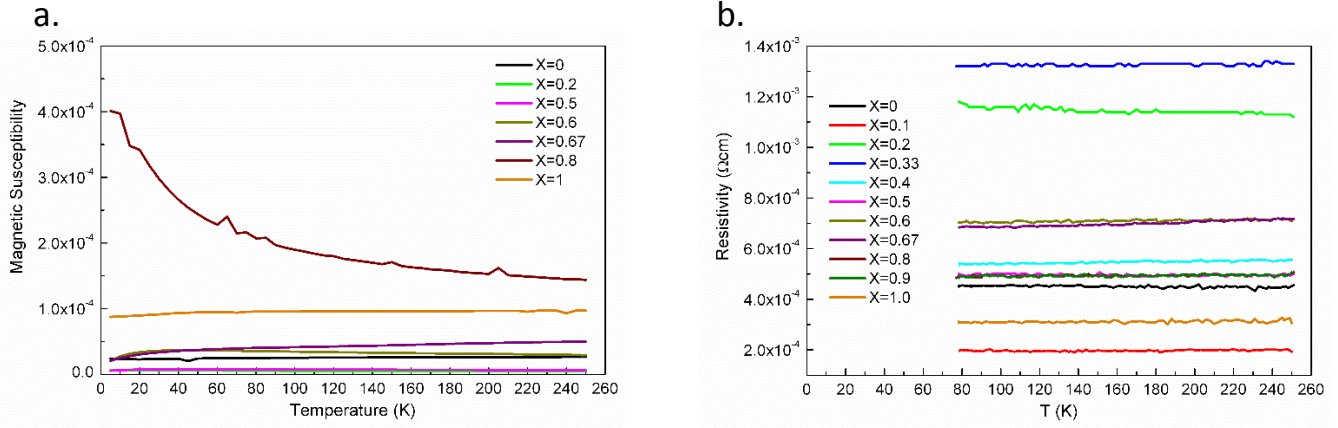 a.
5.0x10⁻⁴
4.0x10⁻⁴
3.0x10⁻⁴
2.0x10⁻⁴
1.0x10⁻⁴
0.0
Magnetic Susceptibility
X=0
X=0.2
X=0.5
X=0.6
X=0.67
X=0.8
X=1
0 20 40 60 80 100 120 140 160 180 200 220 240 260
Temperature (K)
b.
1.4x10⁻³
1.2x10⁻³
1.0x10⁻³
8.0x10⁻⁴
6.0x10⁻⁴
4.0x10⁻⁴
2.0x10⁻⁴
Resistivity (Ωcm)
X=0
X=0.1
X=0.2
X=0.33
X=0.4
X=0.5
X=0.6
X=0.67
X=0.8
X=0.9
X=1.0
0 20 40 60 80 100 120 140 160 180 200 220 240 260
T (K)